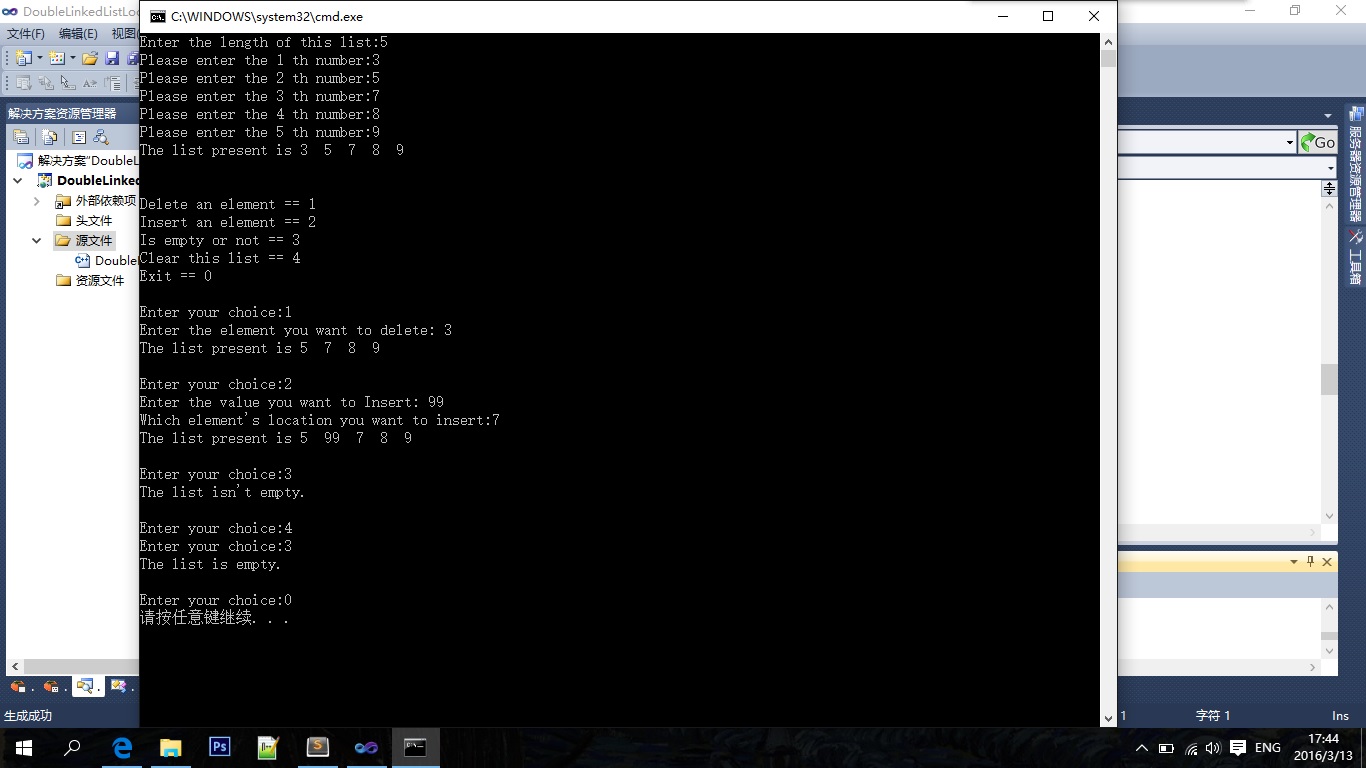 DoubleLinkedListLoc
C:\WINDOWS\system32\cmd.exe
文件(F) 编辑(E) 视图(
解决方案资源管理器
解决方案"DoubleL
DoubleLinked
外部依赖项
头文件
源文件
Double
资源文件
生成成功
Enter the length of this list:5
Please enter the 1 th number:3
Please enter the 2 th number:5
Please enter the 3 th number:7
Please enter the 4 th number:8
Please enter the 5 th number:9
The list present is 3 5 7 8 9
Delete an element == 1
Insert an element == 2
Is empty or not == 3
Clear this list == 4
Exit == 0
Enter your choice:1
Enter the element you want to delete: 3
The list present is 5 7 8 9
Enter your choice:2
Enter the value you want to Insert: 99
Which element's location you want to insert:7
The list present is 5 99 7 8 9
Enter your choice:3
The list isn't empty.
Enter your choice:4
Enter your choice:3
The list is empty.
Enter your choice:0
请按任意键继续. . .
Go
服务器资源管理器
工具箱
1 字符 1 Ins
Ps
ENG
17:44
2016/3/13